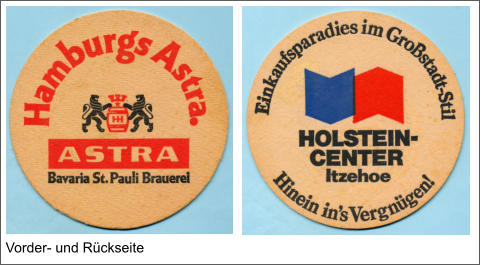 Hamburgs Astra.
HH
ASTRA
Bavaria St. Pauli Brauerei
Einkaufsparadies im Großstadt-Stil
HOLSTEIN-
CENTER
Itzehoe
Hinein in's Vergnügen!
Vorder- und Rückseite